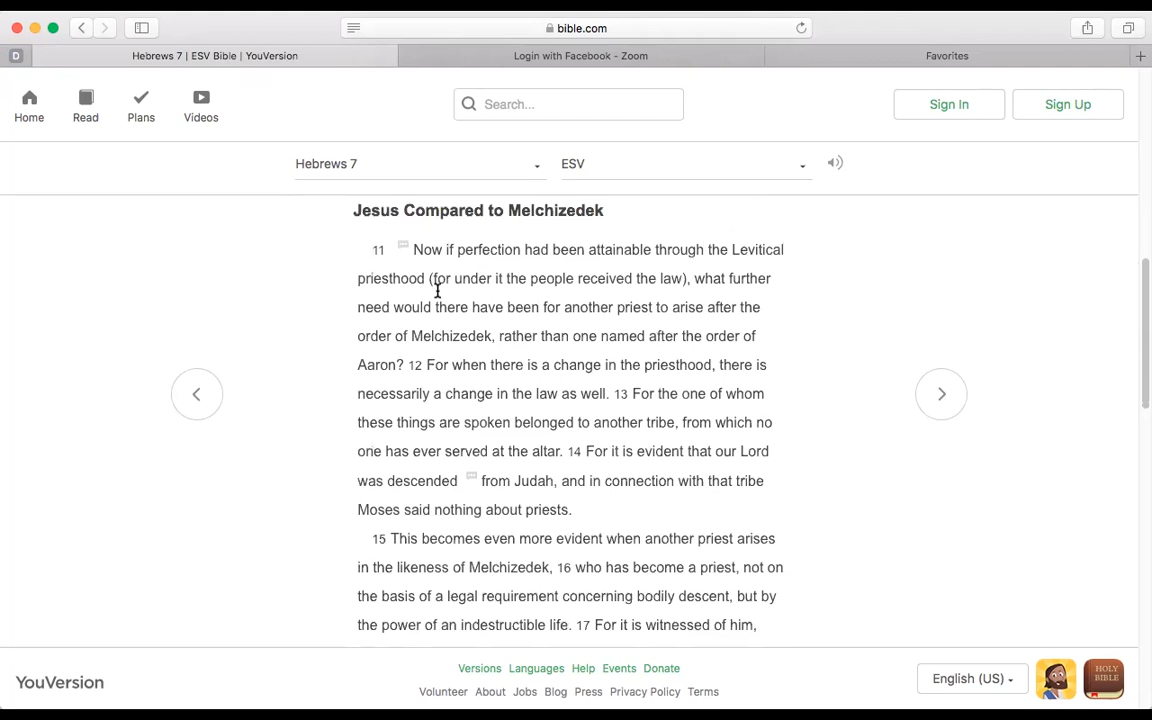 bible.com
D
Hebrews 7 | ESV Bible | YouVersion
Login with Facebook - Zoom
Favorites
Home
Read
Plans
Videos
Search...
Sign In
Sign Up
Hebrews 7
ESV
Jesus Compared to Melchizedek
11 Now if perfection had been attainable through the Levitical
priesthood (for under it the people received the law), what further
need would there have been for another priest to arise after the
order of Melchizedek, rather than one named after the order of
Aaron? 12 For when there is a change in the priesthood, there is
necessarily a change in the law as well. 13 For the one of whom
these things are spoken belonged to another tribe, from which no
one has ever served at the altar. 14 For it is evident that our Lord
was descended from Judah, and in connection with that tribe
Moses said nothing about priests.
15 This becomes even more evident when another priest arises
in the likeness of Melchizedek, 16 who has become a priest, not on
the basis of a legal requirement concerning bodily descent, but by
the power of an indestructible life. 17 For it is witnessed of him,
YouVersion
Versions Languages Help Events Donate
Volunteer About Jobs Blog Press Privacy Policy Terms
English (US)
HOLY
BIBLE